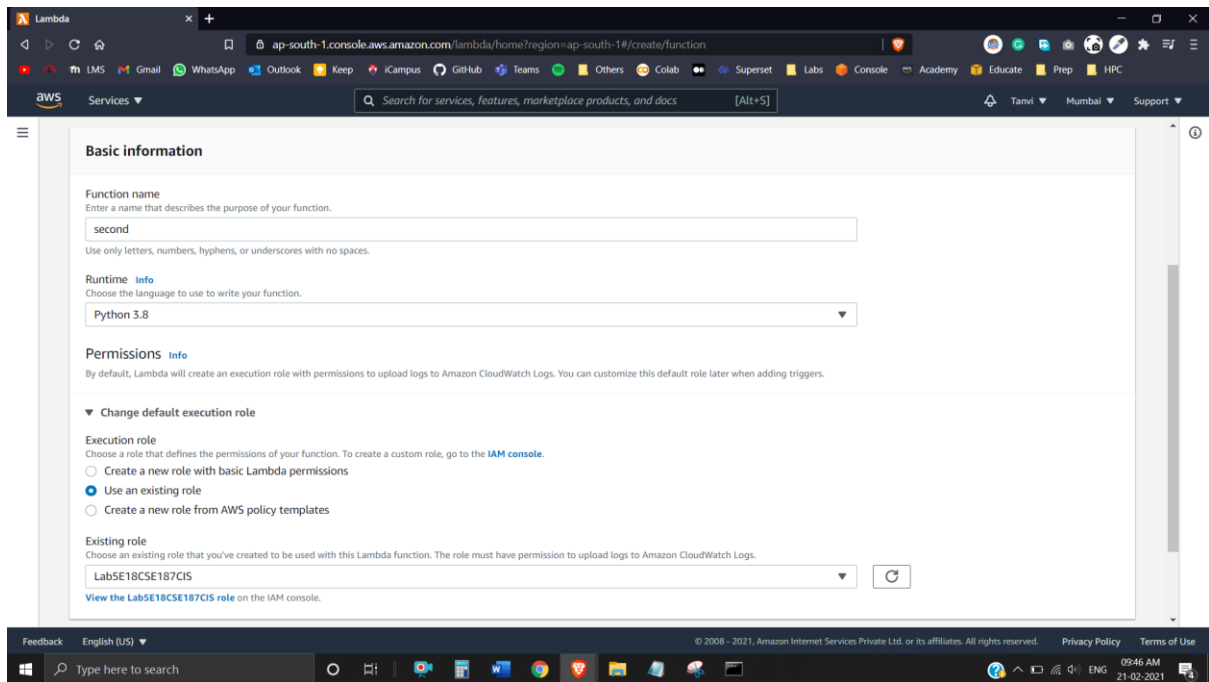 Lambda
ap-south-1.console.aws.amazon.com/lambda/home?region=ap-south-1#/create/function
LMS Gmail WhatsApp Outlook Keep iCampus GitHub Teams Others Colab Superset Labs Console Academy Educate Prep HPC
aws Services ▼ Search for services, features, marketplace products, and docs [Alt+S] Tanvi ▼ Mumbai ▼ Support ▼
Basic information
Function name
Enter a name that describes the purpose of your function.
second
Use only letters, numbers, hyphens, or underscores with no spaces.
Runtime Info
Choose the language to use to write your function.
Python 3.8
Permissions Info
By default, Lambda will create an execution role with permissions to upload logs to Amazon CloudWatch Logs. You can customize this default role later when adding triggers.
▼ Change default execution role
Execution role
Choose a role that defines the permissions of your function. To create a custom role, go to the IAM console.
Create a new role with basic Lambda permissions
Use an existing role
Create a new role from AWS policy templates
Existing role
Choose an existing role that you've created to be used with this Lambda function. The role must have permission to upload logs to Amazon CloudWatch Logs.
Lab5E18CSE187CIS
View the Lab5E18CSE187CIS role on the IAM console.
Feedback English (US) ▼ © 2008 - 2021, Amazon Internet Services Private Ltd. or its affiliates. All rights reserved. Privacy Policy Terms of Use
Type here to search ENG 09:46 AM
21-02-2021 4